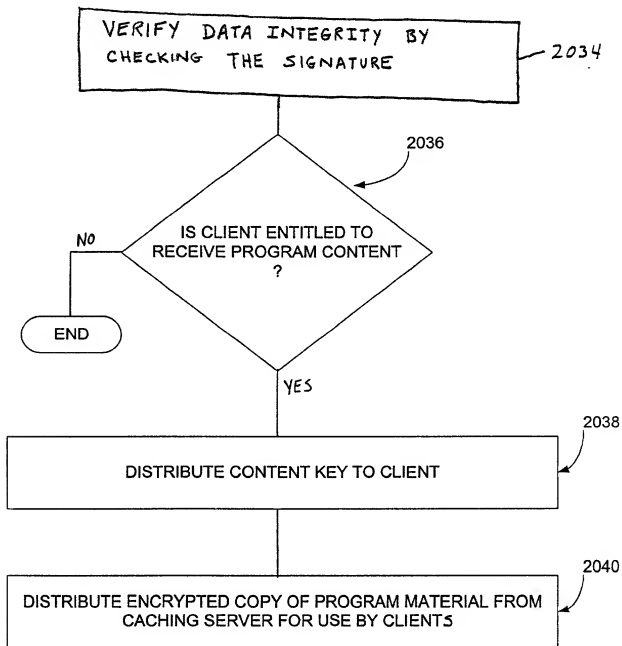 VERIFY DATA INTEGRITY BY
CHECKING THE SIGNATURE
2034
2036
IS CLIENT ENTITLED TO
RECEIVE PROGRAM CONTENT
?
NO
END
YES
2038
DISTRIBUTE CONTENT KEY TO CLIENT
2040
DISTRIBUTE ENCRYPTED COPY OF PROGRAM MATERIAL FROM
CACHING SERVER FOR USE BY CLIENTS